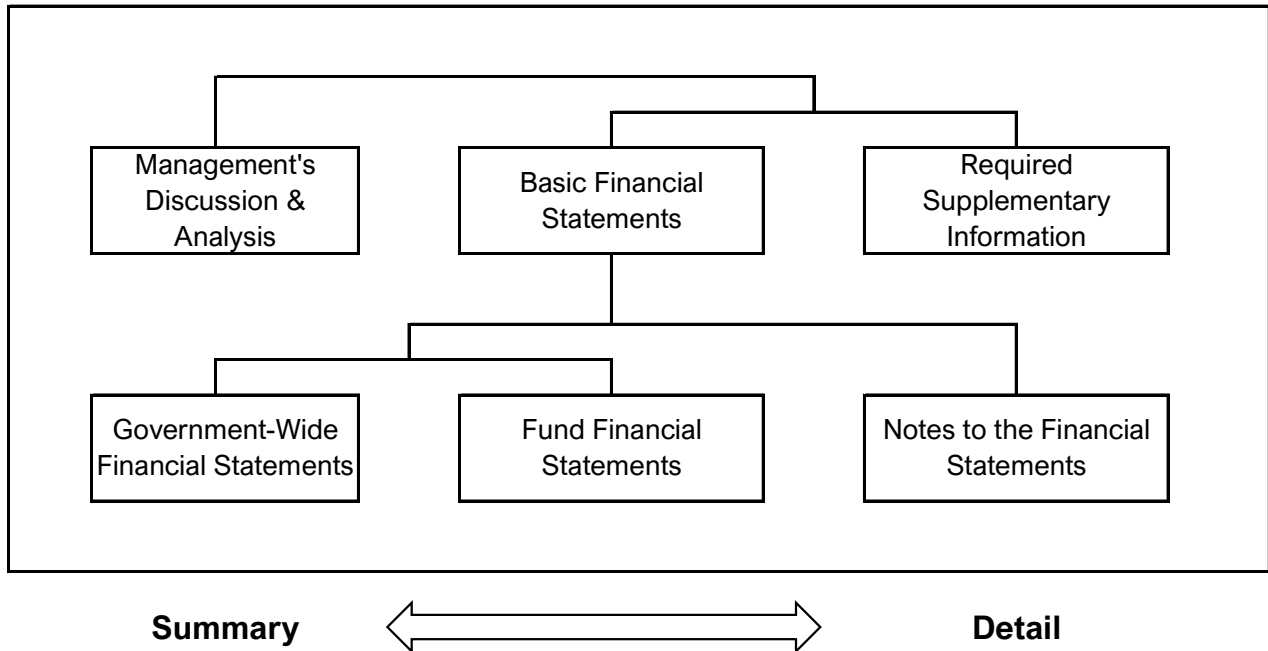 Management's
Discussion &
Analysis
Basic Financial
Statements
Required
Supplementary
Information
Government-Wide
Financial Statements
Fund Financial
Statements
Notes to the Financial
Statements
Summary
Detail